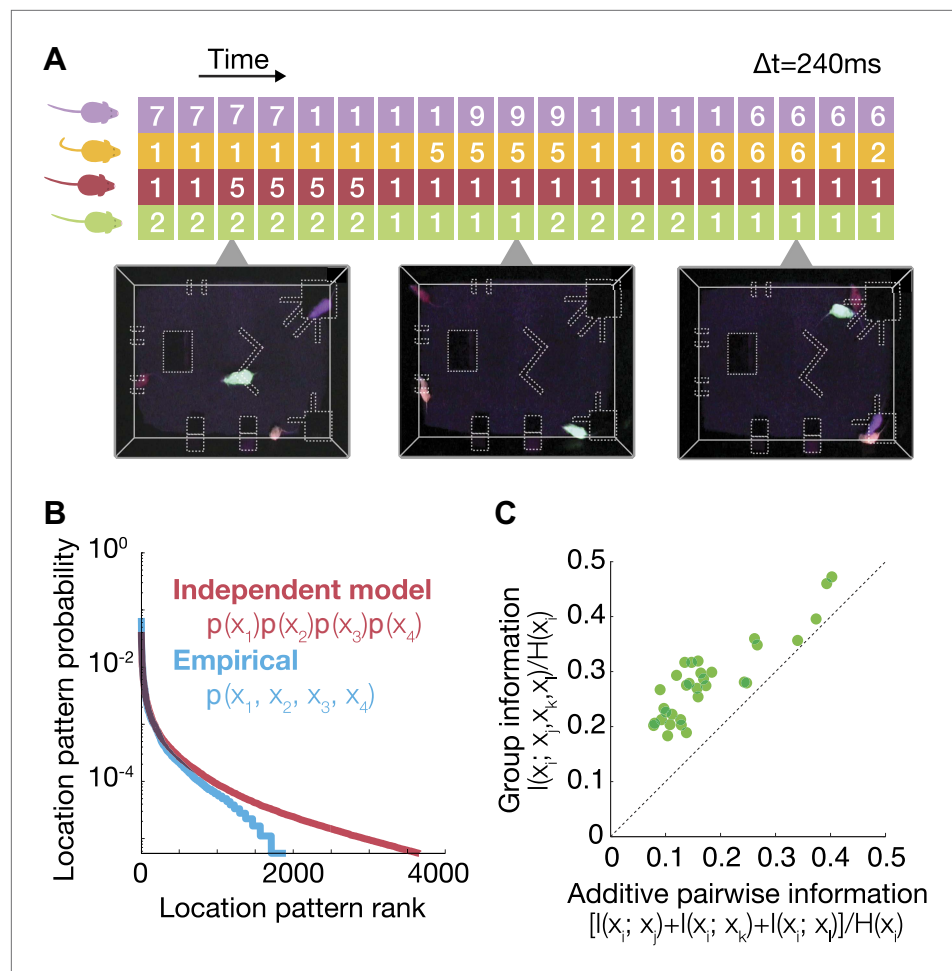 A
Time
Δt=240ms
7 7 7 7 1 1 1 1 9 9 9 1 1 1 1 6 6 6 6
1 1 1 1 1 1 1 5 5 5 5 1 1 6 6 6 6 1 2
1 1 5 5 5 5 1 1 1 1 1 1 1 1 1 1 1 1 1
2 2 2 2 2 2 1 1 1 1 2 2 2 2 1 1 1 1 1
B
Location pattern probability
10⁰
10⁻²
10⁻⁴
Independent model
p(x₁)p(x₂)p(x₃)p(x₄)
Empirical
p(x₁, x₂, x₃, x₄)
0 2000 4000
Location pattern rank
C
Group information
I(xᵢ; xⱼ,xₖ,xₗ)/H(xᵢ)
0.5
0.4
0.3
0.2
0.1
0
0 0.1 0.2 0.3 0.4 0.5
Additive pairwise information
[I(xᵢ; xⱼ)+I(xᵢ; xₖ)+I(xᵢ; xₗ)]/H(xᵢ)